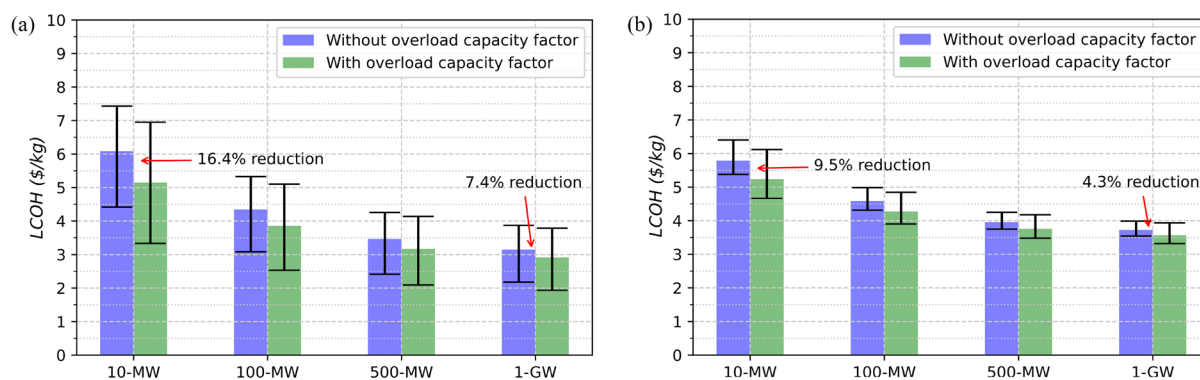 (a)
10
9
8
7
6
5
4
3
2
1
0
LCOH ($/kg)
Without overload capacity factor
With overload capacity factor
16.4% reduction
7.4% reduction
10-MW
100-MW
500-MW
1-GW
(b)
10
9
8
7
6
5
4
3
2
1
0
LCOH ($/kg)
Without overload capacity factor
With overload capacity factor
9.5% reduction
4.3% reduction
10-MW
100-MW
500-MW
1-GW